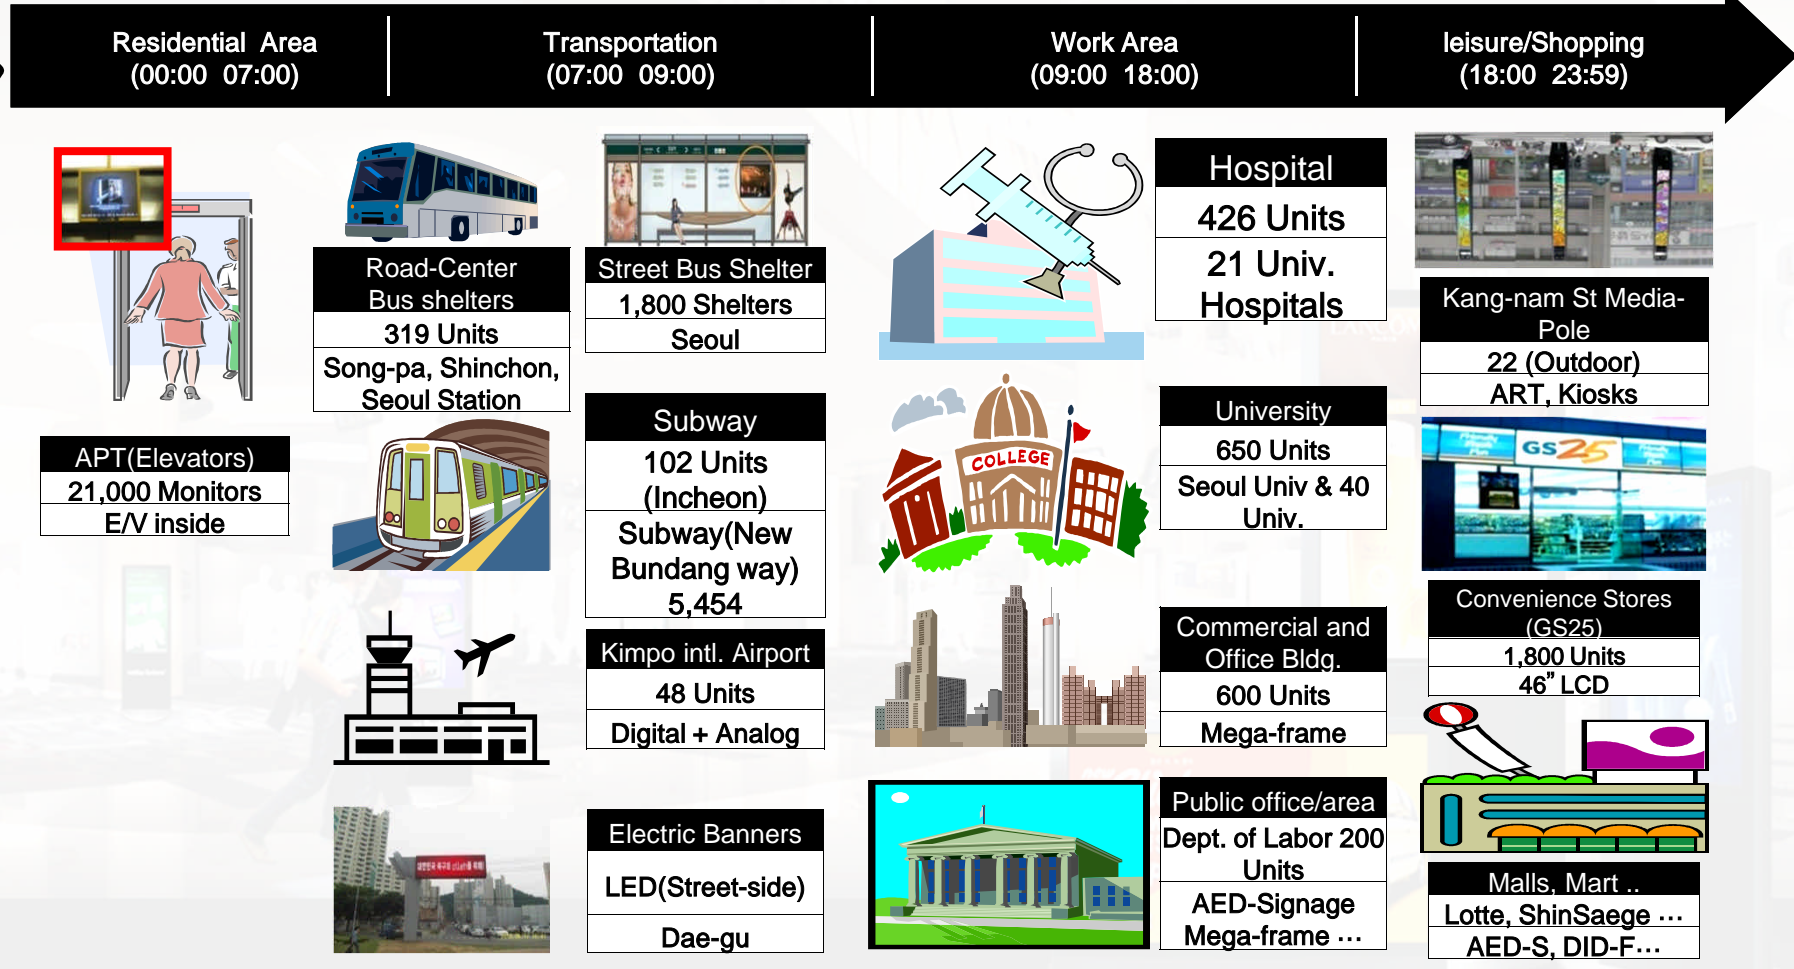 Residential Area
(00:00 07:00)
Transportation
(07:00 09:00)
Work Area
(09:00 18:00)
leisure/Shopping
(18:00 23:59)
APT(Elevators)
21,000 Monitors
E/V inside
Road-Center
Bus shelters
319 Units
Song-pa, Shinchon,
Seoul Station
Street Bus Shelter
1,800 Shelters
Seoul
Subway
102 Units
(Incheon)
Subway(New
Bundang way)
5,454
Kimpo intl. Airport
48 Units
Digital + Analog
Electric Banners
LED(Street-side)
Dae-gu
Hospital
426 Units
21 Univ.
Hospitals
COLLEGE
University
650 Units
Seoul Univ & 40
Univ.
Commercial and
Office Bldg.
600 Units
Mega-frame
Public office/area
Dept. of Labor 200
Units
AED-Signage
Mega-frame ⋯
Kang-nam St Media-
Pole
22 (Outdoor)
ART, Kiosks
GS25
Convenience Stores
(GS25)
1,800 Units
46” LCD
Malls, Mart ..
Lotte, ShinSaege ⋯
AED-S, DID-F⋯